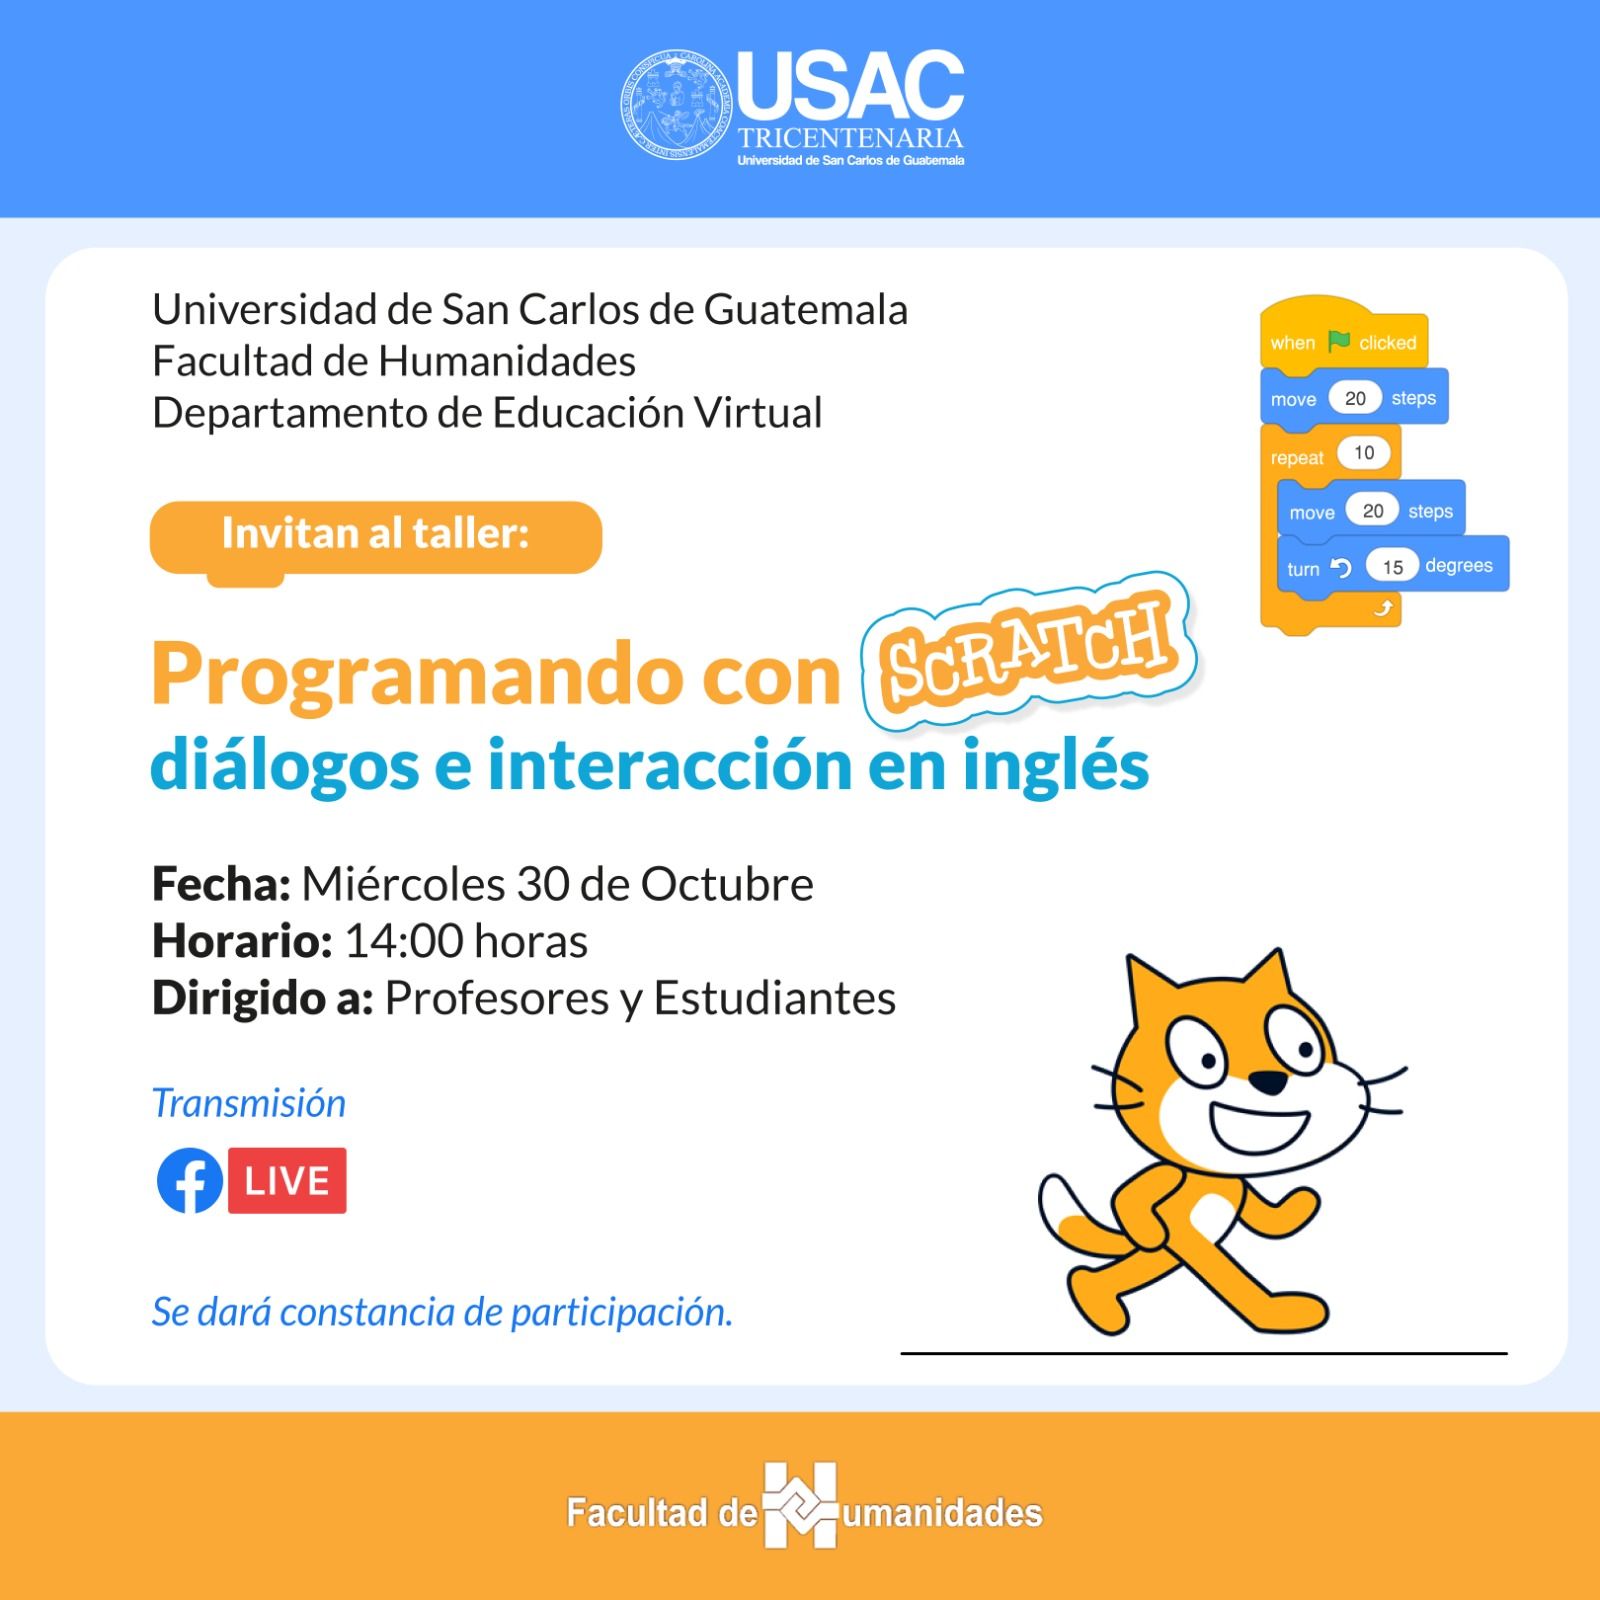 USAC
TRICENTENARIA
Universidad de San Carlos de Guatemala
Universidad de San Carlos de Guatemala
Facultad de Humanidades
Departamento de Educación Virtual
when clicked
move 20 steps
repeat 10
move 20 steps
turn 15 degrees
Invitan al taller:
Programando con SCRATCH
diálogos e interacción en inglés
Fecha: Miércoles 30 de Octubre
Horario: 14:00 horas
Dirigido a: Profesores y Estudiantes
Transmisión
LIVE
Se dará constancia de participación.
Facultad de Humanidades